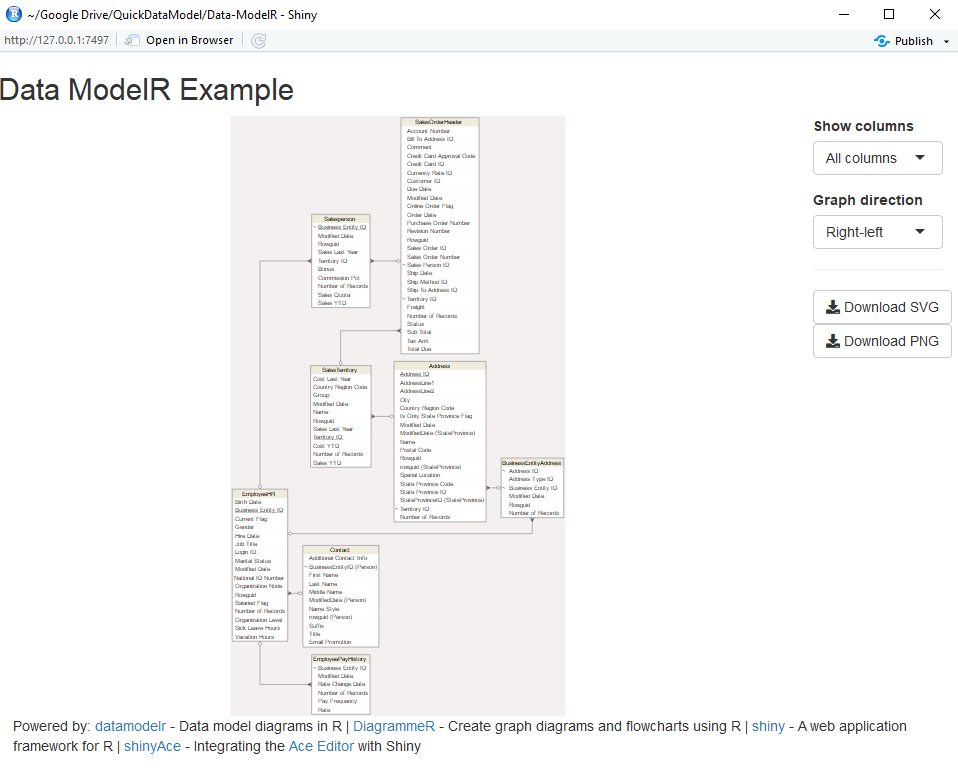 ~/Google Drive/QuickDataModel/Data-ModelR - Shiny
http://127.0.0.1:7497
Open in Browser
Publish
Data ModelR Example
SalesOrderHeader
Account Number
Bill To Address ID
Comment
Credit Card Approval Code
Credit Card ID
Currency Rate ID
Customer ID
Due Date
Modified Date
Online Order Flag
Order Date
Purchase Order Number
Revision Number
Rowguid
Sales Order ID
Sales Order Number
~ Sales Person ID
Ship Date
Ship Method ID
Ship To Address ID
~ Territory ID
Freight
Number of Records
Status
Sub Total
Tax Amt
Total Due
Salesperson
~ Business Entity ID
Modified Date
Rowguid
Sales Last Year
Territory ID
Bonus
Commission Pct
Number of Records
Sales Quota
Sales YTD
SalesTerritory
Cost Last Year
Country Region Code
Group
Modified Date
Name
Rowguid
Sales Last Year
Territory ID
Cost YTD
Number of Records
Sales YTD
Address
Address ID
AddressLine1
AddressLine2
City
Country Region Code
Is Only State Province Flag
Modified Date
ModifiedDate (StateProvince)
Name
Postal Code
Rowguid
rowguid (StateProvince)
Spatial Location
State Province Code
State Province ID
StateProvinceID (StateProvince)
~ Territory ID
Number of Records
BusinessEntityAddress
~ Address ID
Address Type ID
~ Business Entity ID
Modified Date
Rowguid
Number of Records
EmployeeHR
Birth Date
Business Entity ID
Current Flag
Gender
Hire Date
Job Title
Login ID
Marital Status
Modified Date
National ID Number
Organization Node
Rowguid
Salaried Flag
Number of Records
Organization Level
Sick Leave Hours
Vacation Hours
Contact
Additional Contact Info
~ BusinessEntityID (Person)
First Name
Last Name
Middle Name
ModifiedDate (Person)
Name Style
rowguid (Person)
Suffix
Title
Email Promotion
EmployeePayHistory
~ Business Entity ID
Modified Date
Rate Change Date
Number of Records
Pay Frequency
Rate
Show columns
All columns
Graph direction
Right-left
Download SVG
Download PNG
Powered by: datamodelr - Data model diagrams in R | DiagrammeR - Create graph diagrams and flowcharts using R | shiny - A web application
framework for R | shinyAce - Integrating the Ace Editor with Shiny